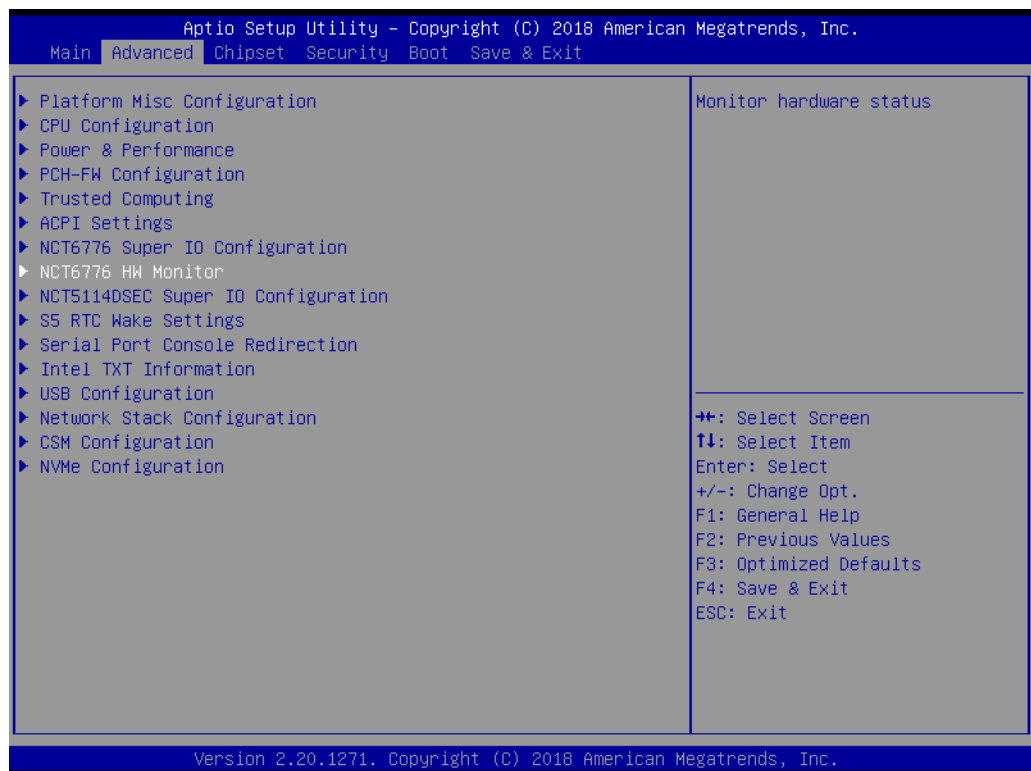 Aptio Setup Utility – Copyright (C) 2018 American Megatrends, Inc.
Main Advanced Chipset Security Boot Save & Exit
▶ Platform Misc Configuration
▶ CPU Configuration
▶ Power & Performance
▶ PCH-FW Configuration
▶ Trusted Computing
▶ ACPI Settings
▶ NCT6776 Super IO Configuration
▶ NCT6776 HW Monitor
▶ NCT5114DSEC Super IO Configuration
▶ S5 RTC Wake Settings
▶ Serial Port Console Redirection
▶ Intel TXT Information
▶ USB Configuration
▶ Network Stack Configuration
▶ CSM Configuration
▶ NVMe Configuration
Monitor hardware status
→←: Select Screen
↑↓: Select Item
Enter: Select
+/-: Change Opt.
F1: General Help
F2: Previous Values
F3: Optimized Defaults
F4: Save & Exit
ESC: Exit
Version 2.20.1271. Copyright (C) 2018 American Megatrends, Inc.